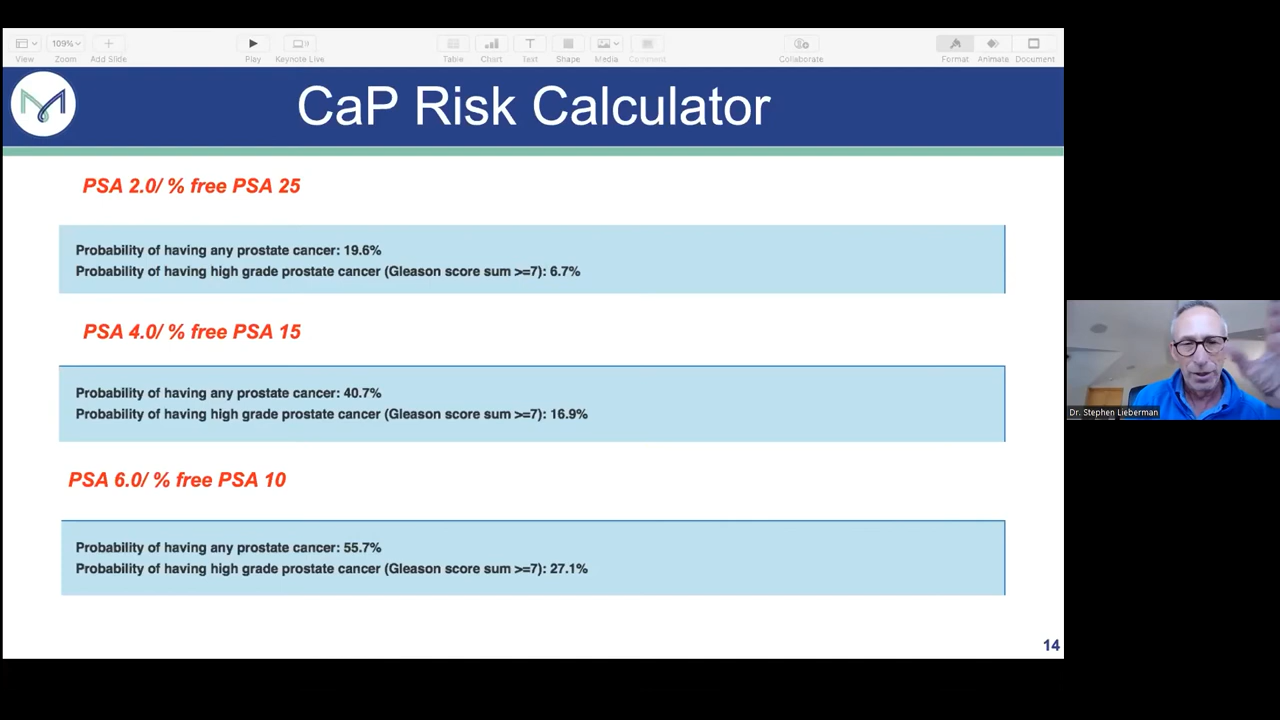 109%
View
Zoom
Add Slide
Play
Keynote Live
Table
Chart
Text
Shape
Media
Comment
Collaborate
Format
Animate
Document
CaP Risk Calculator
PSA 2.0/ % free PSA 25
Probability of having any prostate cancer: 19.6%
Probability of having high grade prostate cancer (Gleason score sum >=7): 6.7%
PSA 4.0/ % free PSA 15
Probability of having any prostate cancer: 40.7%
Probability of having high grade prostate cancer (Gleason score sum >=7): 16.9%
PSA 6.0/ % free PSA 10
Probability of having any prostate cancer: 55.7%
Probability of having high grade prostate cancer (Gleason score sum >=7): 27.1%
14
Dr. Stephen Lieberman